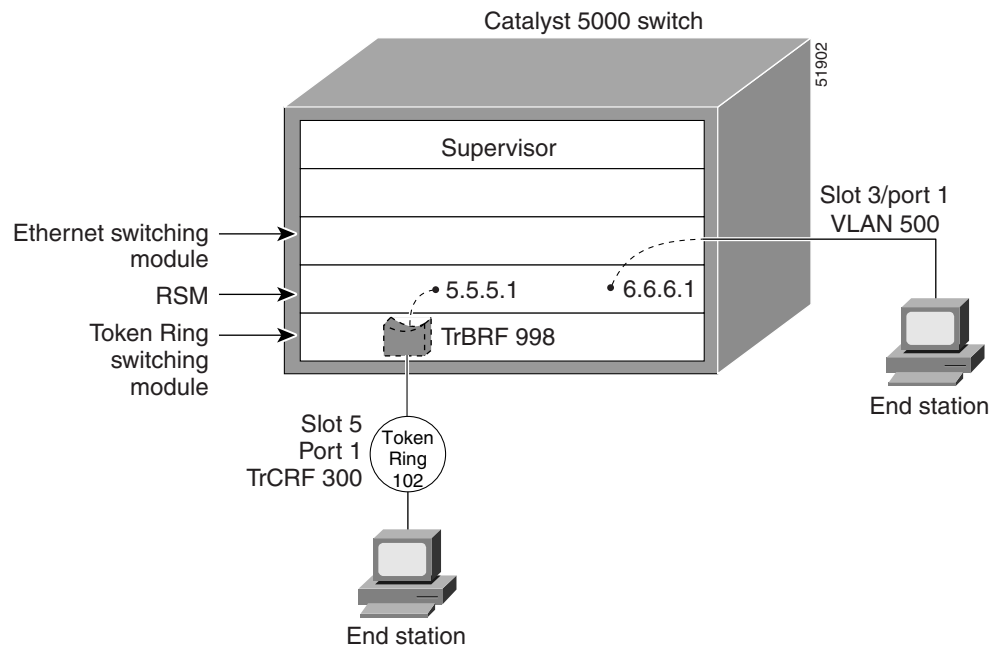 Catalyst 5000 switch
51902
Supervisor
Slot 3/port 1
VLAN 500
Ethernet switching
module
RSM
5.5.5.1
6.6.6.1
Token Ring
switching
module
TrBRF 998
End station
Slot 5
Port 1
TrCRF 300
Token
Ring
102
End station